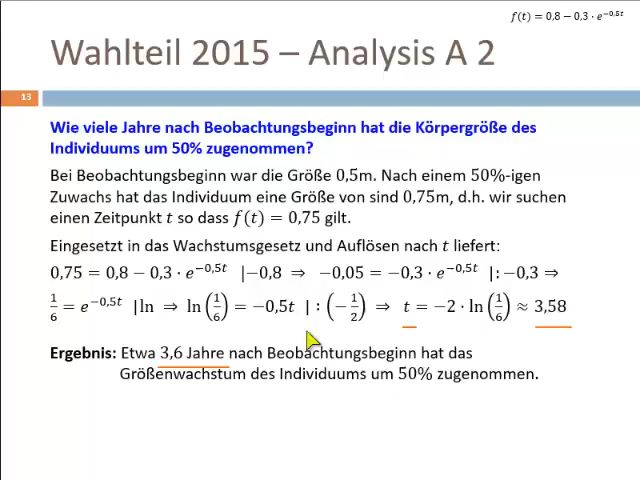 f(t) = 0,8 − 0,3 · e^{−0,5t}
Wahlteil 2015 – Analysis A 2
13
Wie viele Jahre nach Beobachtungsbeginn hat die Körpergröße des
Individuums um 50% zugenommen?
Bei Beobachtungsbeginn war die Größe 0,5m. Nach einem 50%-igen
Zuwachs hat das Individuum eine Größe von sind 0,75m, d.h. wir suchen
einen Zeitpunkt t so dass f(t) = 0,75 gilt.
Eingesetzt in das Wachstumsgesetz und Auflösen nach t liefert:
0,75 = 0,8 − 0,3 · e^{−0,5t} |−0,8 ⇒ −0,05 = −0,3 · e^{−0,5t} |: −0,3 ⇒
1/6 = e^{−0,5t} |ln ⇒ ln(1/6) = −0,5t | : (−1/2) ⇒ t = −2 · ln(1/6) ≈ 3,58
Ergebnis: Etwa 3,6 Jahre nach Beobachtungsbeginn hat das
Größenwachstum des Individuums um 50% zugenommen.